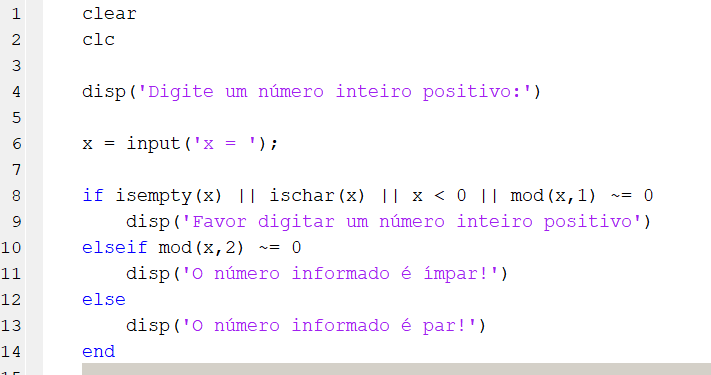 1 clear
2 clc
3
4 disp('Digite um número inteiro positivo:')
5
6 x = input('x = ');
7
8 if isempty(x) || ischar(x) || x < 0 || mod(x,1) ~= 0
9     disp('Favor digitar um número inteiro positivo')
10 elseif mod(x,2) ~= 0
11     disp('O número informado é ímpar!')
12 else
13     disp('O número informado é par!')
14 end
15